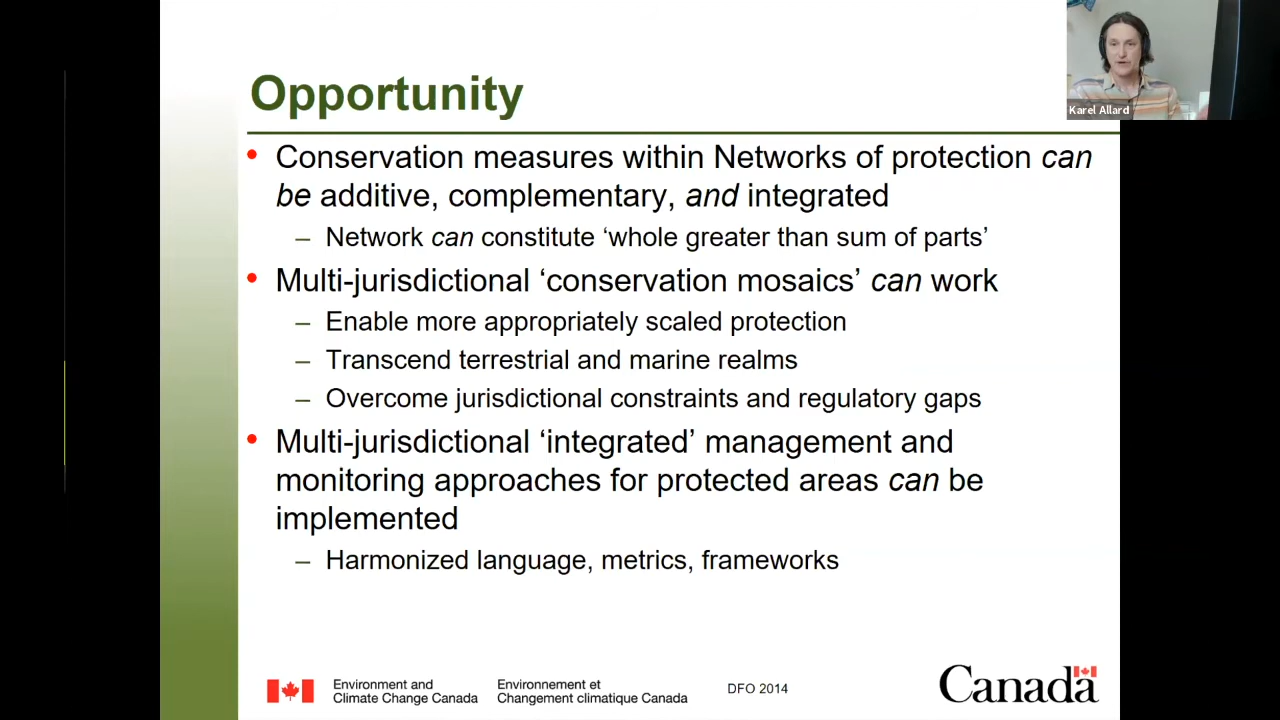 Karel Allard
Opportunity
• Conservation measures within Networks of protection can
be additive, complementary, and integrated
– Network can constitute ‘whole greater than sum of parts’
• Multi-jurisdictional ‘conservation mosaics’ can work
– Enable more appropriately scaled protection
– Transcend terrestrial and marine realms
– Overcome jurisdictional constraints and regulatory gaps
• Multi-jurisdictional ‘integrated’ management and
monitoring approaches for protected areas can be
implemented
– Harmonized language, metrics, frameworks
Environment and
Climate Change Canada
Environnement et
Changement climatique Canada
DFO 2014
Canada